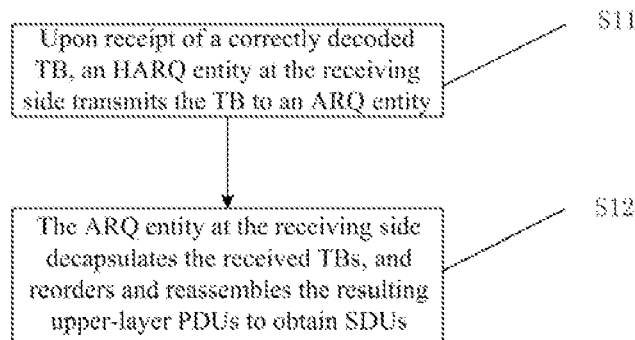 Upon receipt of a correctly decoded
TB, an HARQ entity at the receiving
side transmits the TB to an ARQ entity
S11
The ARQ entity at the receiving side
decapsulates the received TBs, and
reorders and reassembles the resulting
upper-layer PDUs to obtain SDUs
S12